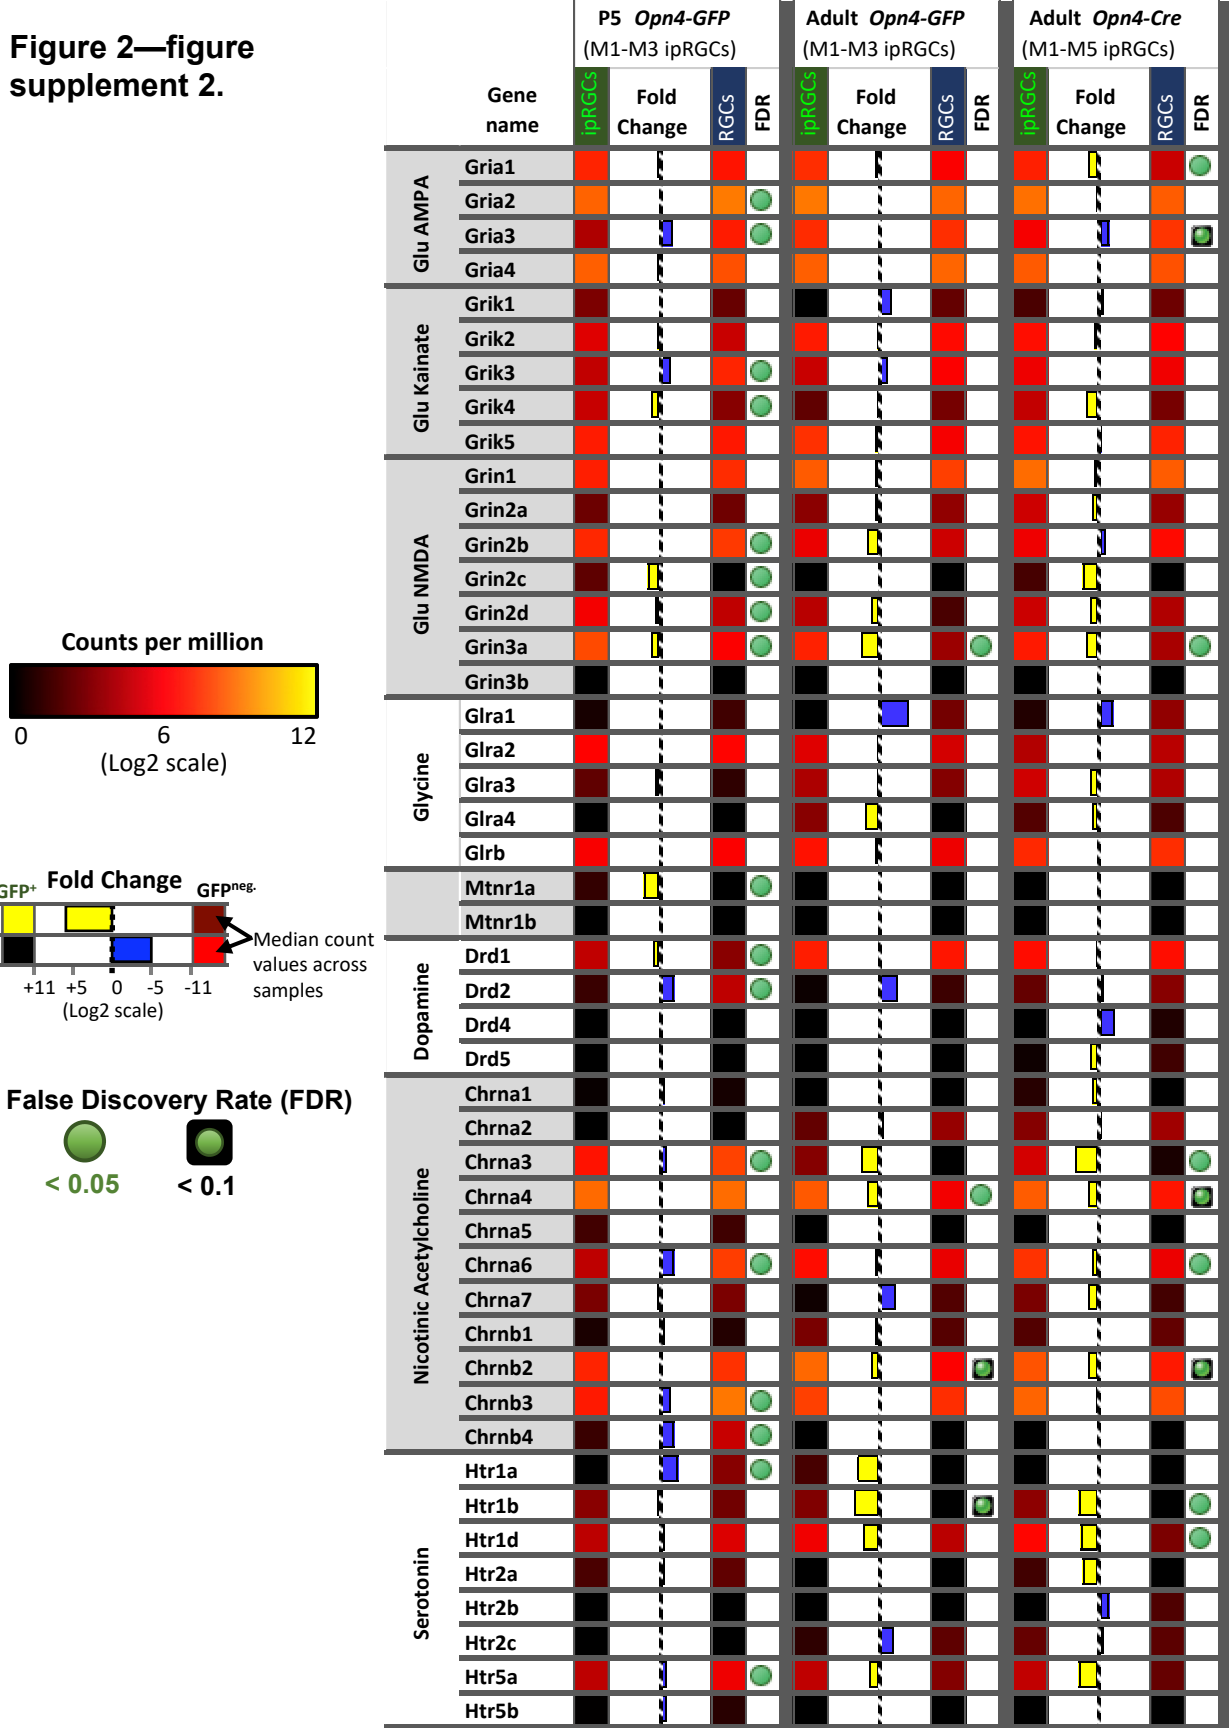 Figure 2—figure
supplement 2.
P5 Opn4-GFP
(M1-M3 ipRGCs)
Adult Opn4-GFP
(M1-M3 ipRGCs)
Adult Opn4-Cre
(M1-M5 ipRGCs)
Gene
name
ipRGCs
Fold
Change
RGCs
FDR
ipRGCs
Fold
Change
RGCs
FDR
ipRGCs
Fold
Change
RGCs
FDR
Glu AMPA
Gria1
Gria2
Gria3
Gria4
Glu Kainate
Grik1
Grik2
Grik3
Grik4
Grik5
Glu NMDA
Grin1
Grin2a
Grin2b
Grin2c
Grin2d
Grin3a
Grin3b
Glycine
Glra1
Glra2
Glra3
Glra4
Glrb
Mtnr1a
Mtnr1b
Dopamine
Drd1
Drd2
Drd4
Drd5
Nicotinic Acetylcholine
Chrna1
Chrna2
Chrna3
Chrna4
Chrna5
Chrna6
Chrna7
Chrnb1
Chrnb2
Chrnb3
Chrnb4
Serotonin
Htr1a
Htr1b
Htr1d
Htr2a
Htr2b
Htr2c
Htr5a
Htr5b
Counts per million
0 6 12
(Log2 scale)
GFP+ Fold Change GFPneg.
Median count
values across
samples
+11 +5 0 -5 -11
(Log2 scale)
False Discovery Rate (FDR)
< 0.05 < 0.1